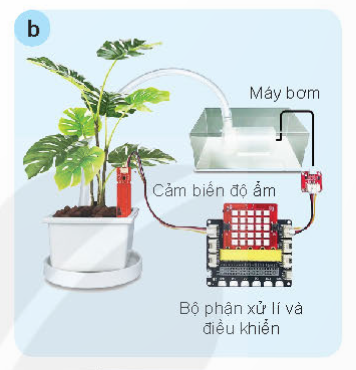 b
Máy bơm
Cảm biến độ ẩm
Bộ phận xử lí và
điều khiển